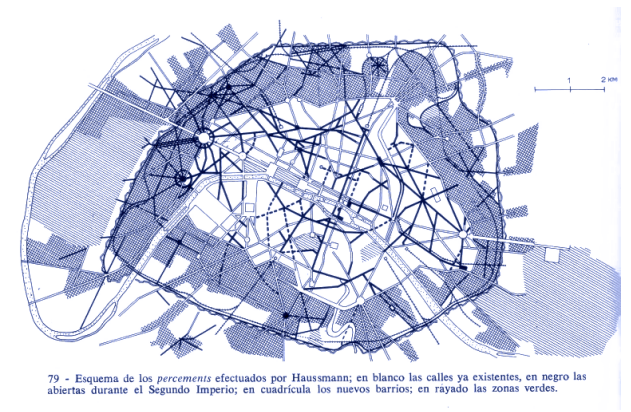 1 2 KM
79 - Esquema de los percements efectuados por Haussmann; en blanco las calles ya existentes, en negro las
abiertas durante el Segundo Imperio; en cuadrícula los nuevos barrios; en rayado las zonas verdes.